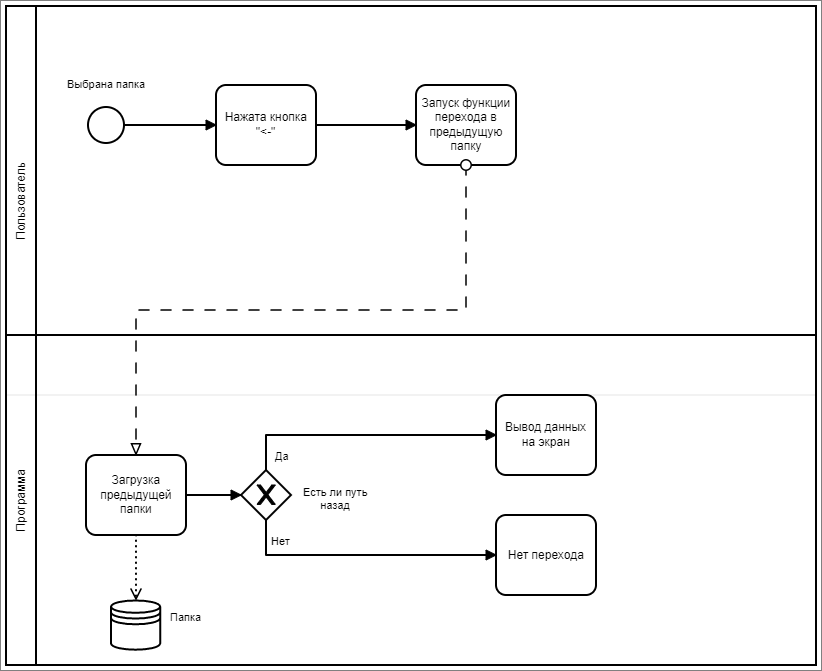 Пользователь
Выбрана папка
Нажата кнопка
"<-"
Запуск функции
перехода в
предыдущую
папку
Программа
Загрузка
предыдущей
папки
Да
Есть ли путь
назад
Нет
Вывод данных
на экран
Нет перехода
Папка